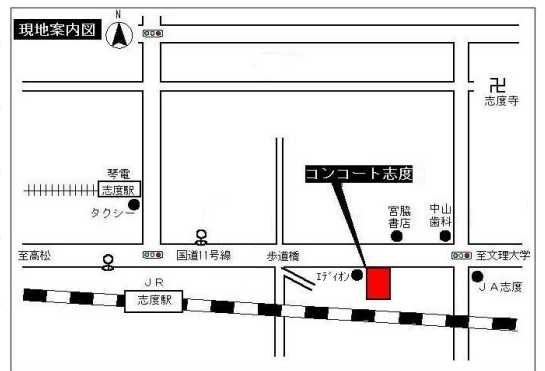 現地案内図
N
卍
志度寺
琴電
志度駅
タクシー
コンコート志度
宮脇
書店
中山
歯科
至高松
国道11号線
歩道橋
至文理大学
エディオン
JA志度
JR
志度駅